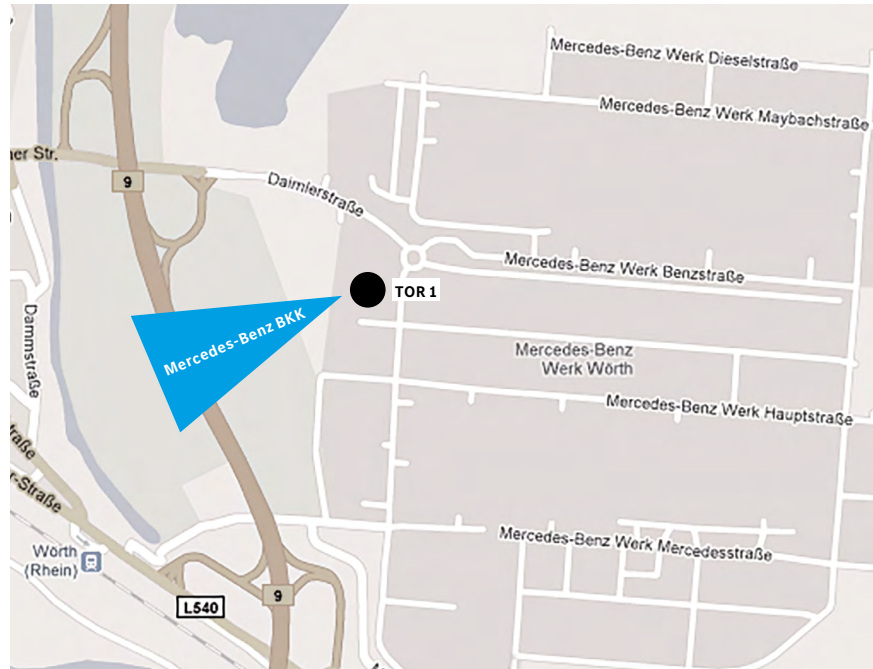 Mercedes-Benz Werk Dieselstraße
Mercedes-Benz Werk Maybachstraße
ner Str.
9
Daimlerstraße
Mercedes-Benz Werk Benzstraße
TOR 1
Mercedes-Benz BKK
Dammstraße
Mercedes-Benz
Werk Wörth
Mercedes-Benz Werk Hauptstraße
straße
r-Straße
Mercedes-Benz Werk Mercedesstraße
Wörth
(Rhein)
9
L540